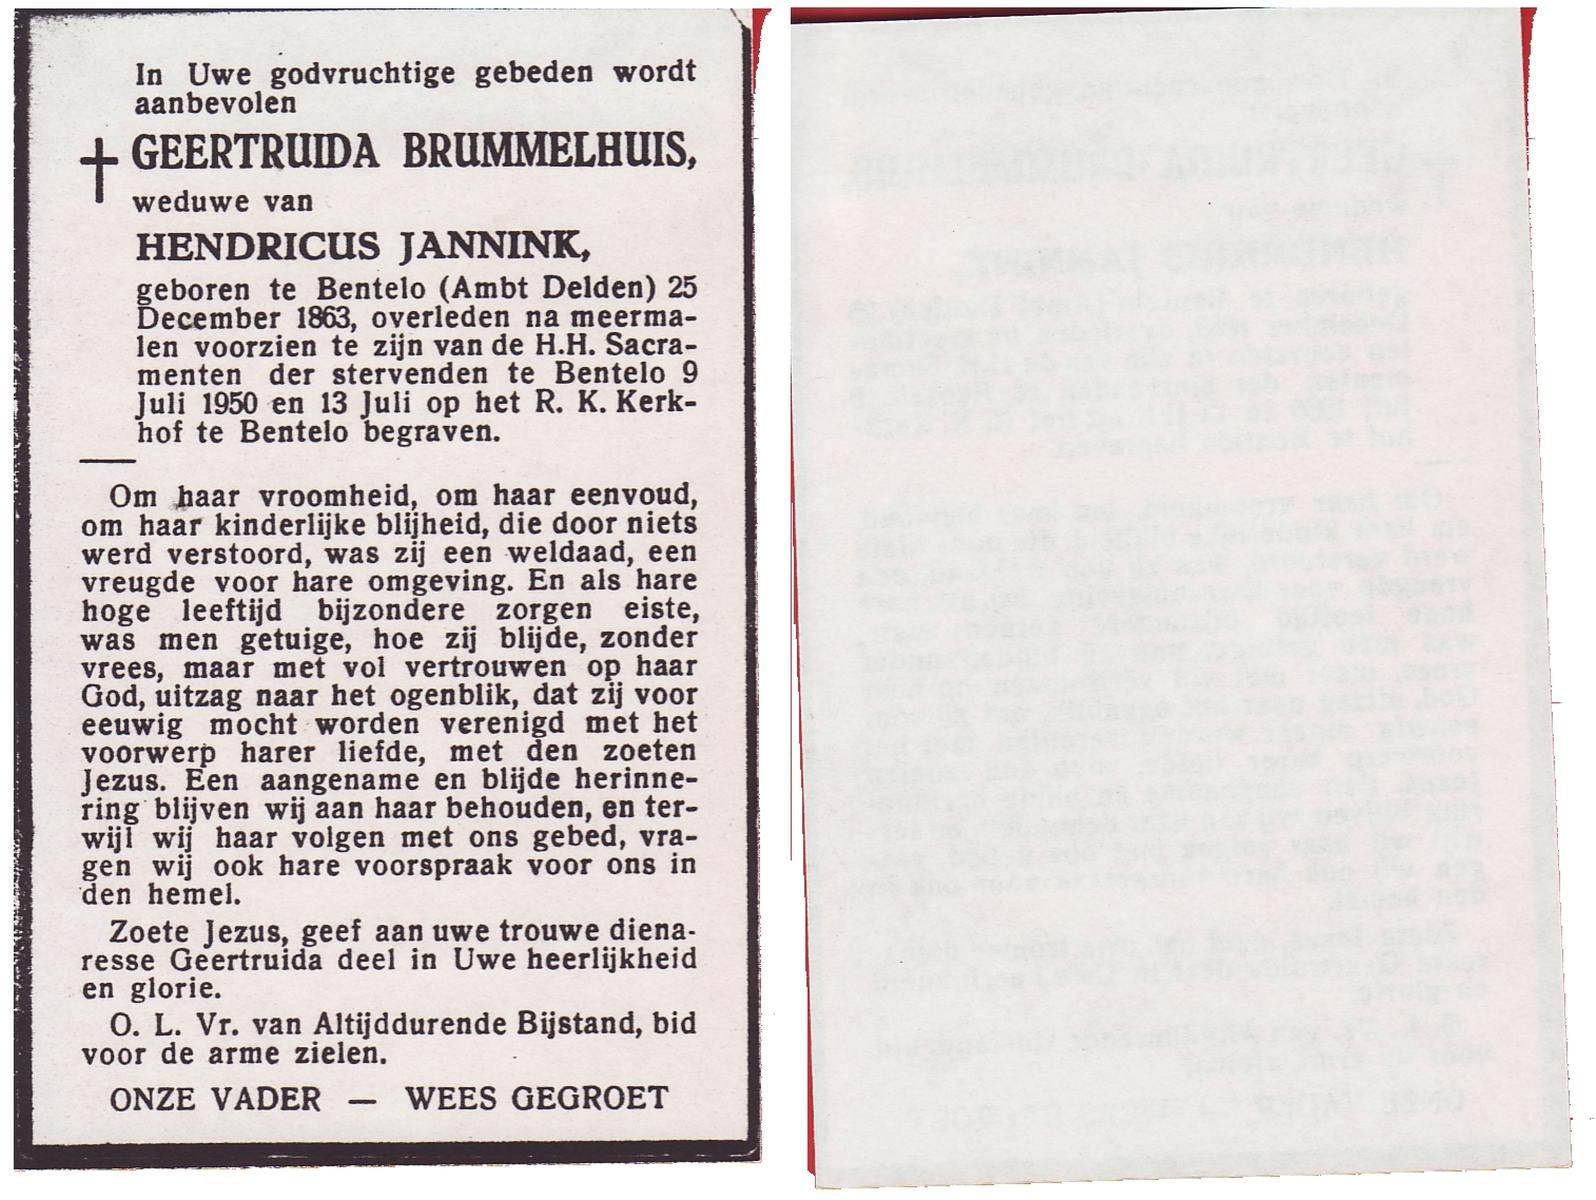 In Uwe godvruchtige gebeden wordt
aanbevolen
GEERTRUIDA BRUMMELHUIS,
weduwe van
HENDRICUS JANNINK,
geboren te Bentelo (Ambt Delden) 25
December 1863, overleden na meerma-
len voorzien te zijn van de H.H. Sacra-
menten der stervenden te Bentelo 9
Juli 1950 en 13 Juli op het R. K. Kerk-
hof te Bentelo begraven.
Om haar vroomheid, om haar eenvoud,
om haar kinderlijke blijheid, die door niets
werd verstoord, was zij een weldaad, een
vreugde voor hare omgeving. En als hare
hoge leeftijd bijzondere zorgen eiste,
was men getuige, hoe zij blijde, zonder
vrees, maar met vol vertrouwen op haar
God, uitzag naar het ogenblik, dat zij voor
eeuwig mocht worden verenigd met het
voorwerp harer liefde, met den zoeten
Jezus. Een aangename en blijde herinne-
ring blijven wij aan haar behouden, en ter-
wijl wij haar volgen met ons gebed, vra-
gen wij ook hare voorspraak voor ons in
den hemel.
Zoete Jezus, geef aan uwe trouwe diena-
resse Geertruida deel in Uwe heerlijkheid
en glorie.
O. L. Vr. van Altijddurende Bijstand, bid
voor de arme zielen.
ONZE VADER — WEES GEGROET